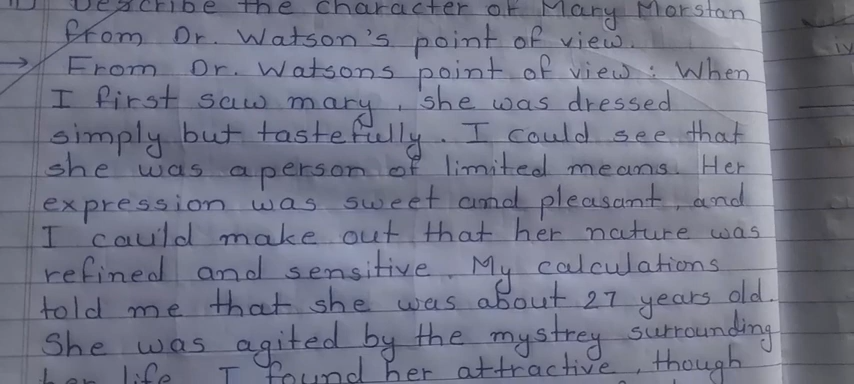 Describe the character of Mary Morstan
from Dr. Watson's point of view.
→ From Dr. Watsons point of view : When
I first saw mary, she was dressed
simply but tastefully. I could see that
she was a person of limited means. Her
expression was sweet and pleasant, and
I could make out that her nature was
refined and sensitive. My calculations
told me that she was about 27 years old.
She was agited by the mystrey surrounding
her life. I found her attractive, though